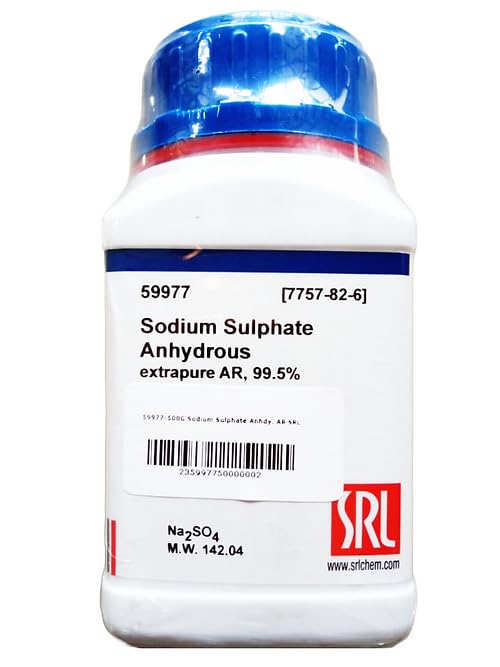 59977 [7757-82-6]
Sodium Sulphate
Anhydrous
extrapure AR, 99.5%
59977-500G Sodium Sulphate Anhdy. AR SRL
235997750000002
Na₂SO₄
M.W. 142.04
SRL
www.srlchem.com